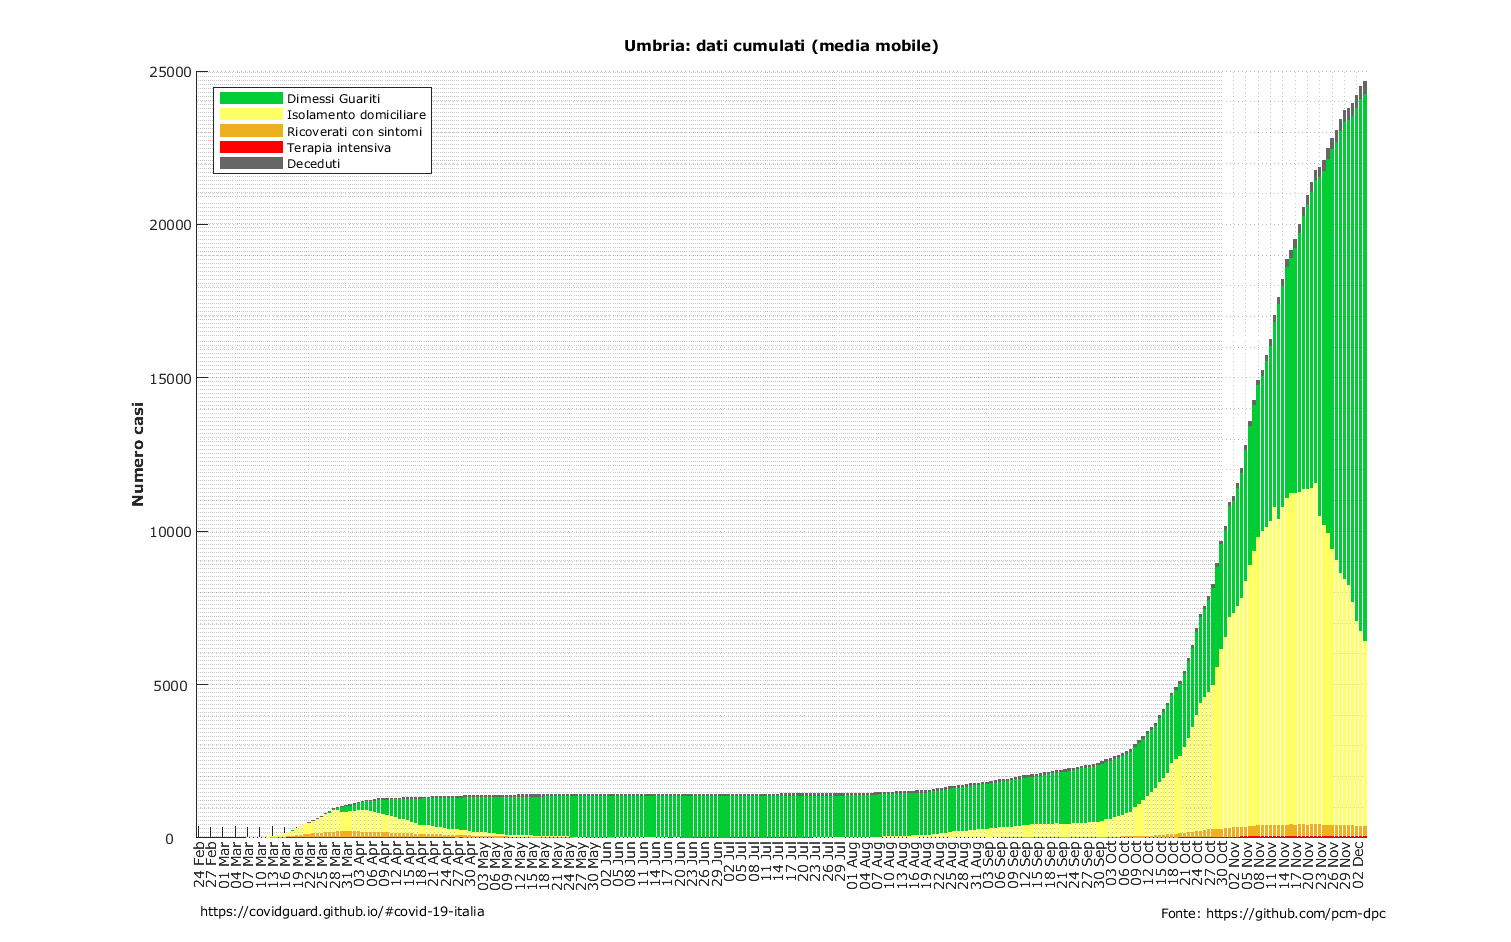 Umbria: dati cumulati (media mobile)
Numero casi
25000
20000
15000
10000
5000
0
Dimessi Guariti
Isolamento domiciliare
Ricoverati con sintomi
Terapia intensiva
Deceduti
24 Feb
27 Feb
01 Mar
04 Mar
07 Mar
10 Mar
13 Mar
16 Mar
19 Mar
22 Mar
25 Mar
28 Mar
31 Mar
03 Apr
06 Apr
09 Apr
12 Apr
15 Apr
18 Apr
21 Apr
24 Apr
27 Apr
30 Apr
03 May
06 May
09 May
12 May
15 May
18 May
21 May
24 May
27 May
30 May
02 Jun
05 Jun
08 Jun
11 Jun
14 Jun
17 Jun
20 Jun
23 Jun
26 Jun
29 Jun
02 Jul
05 Jul
08 Jul
11 Jul
14 Jul
17 Jul
20 Jul
23 Jul
26 Jul
29 Jul
01 Aug
04 Aug
07 Aug
10 Aug
13 Aug
16 Aug
19 Aug
22 Aug
25 Aug
28 Aug
31 Aug
03 Sep
06 Sep
09 Sep
12 Sep
15 Sep
18 Sep
21 Sep
24 Sep
27 Sep
30 Sep
03 Oct
06 Oct
09 Oct
12 Oct
15 Oct
18 Oct
21 Oct
24 Oct
27 Oct
30 Oct
02 Nov
05 Nov
08 Nov
11 Nov
14 Nov
17 Nov
20 Nov
23 Nov
26 Nov
29 Nov
02 Dec
https://covidguard.github.io/#covid-19-italia
Fonte: https://github.com/pcm-dpc